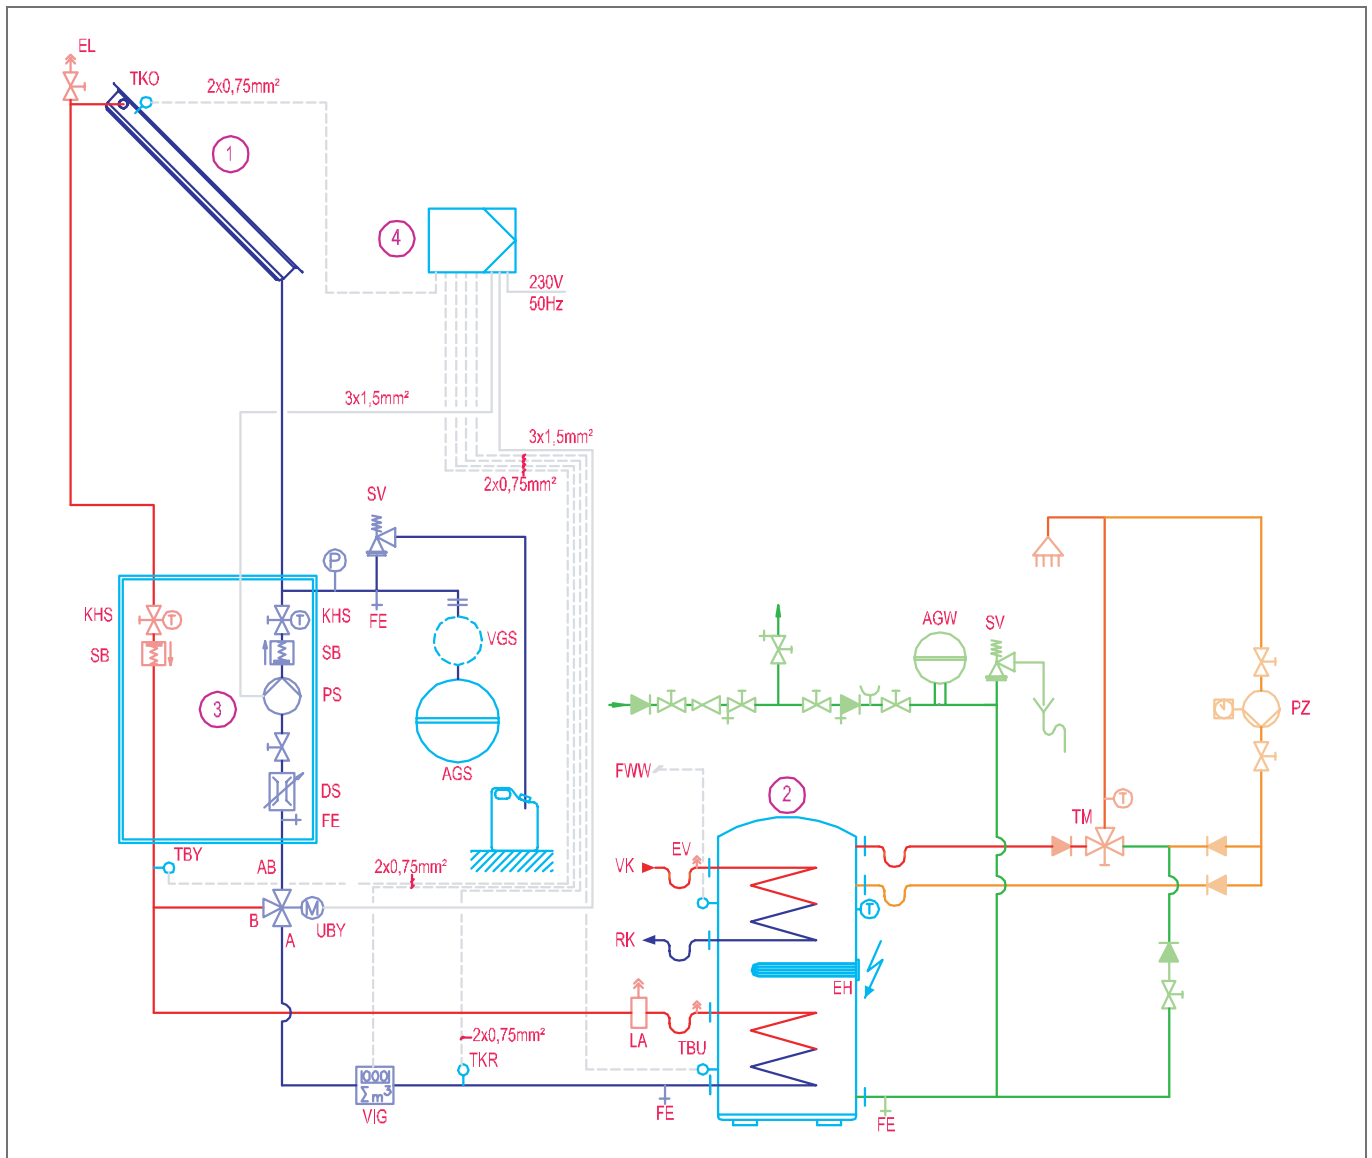 EL
TKO
2x0,75mm²
1
4
230V
50Hz
3x1,5mm²
3x1,5mm²
2x0,75mm²
SV
P
KHS
T
T
KHS
FE
VGS
SB
SB
PS
3
AGS
DS
FE
AGW
SV
PZ
FWW
2
T
TM
TBY
AB
2x0,75mm²
EV
VK
B
M
UBY
A
T
RK
EH
LA
TBU
2x0,75mm²
TKR
000
Σm³
VIG
FE
FE